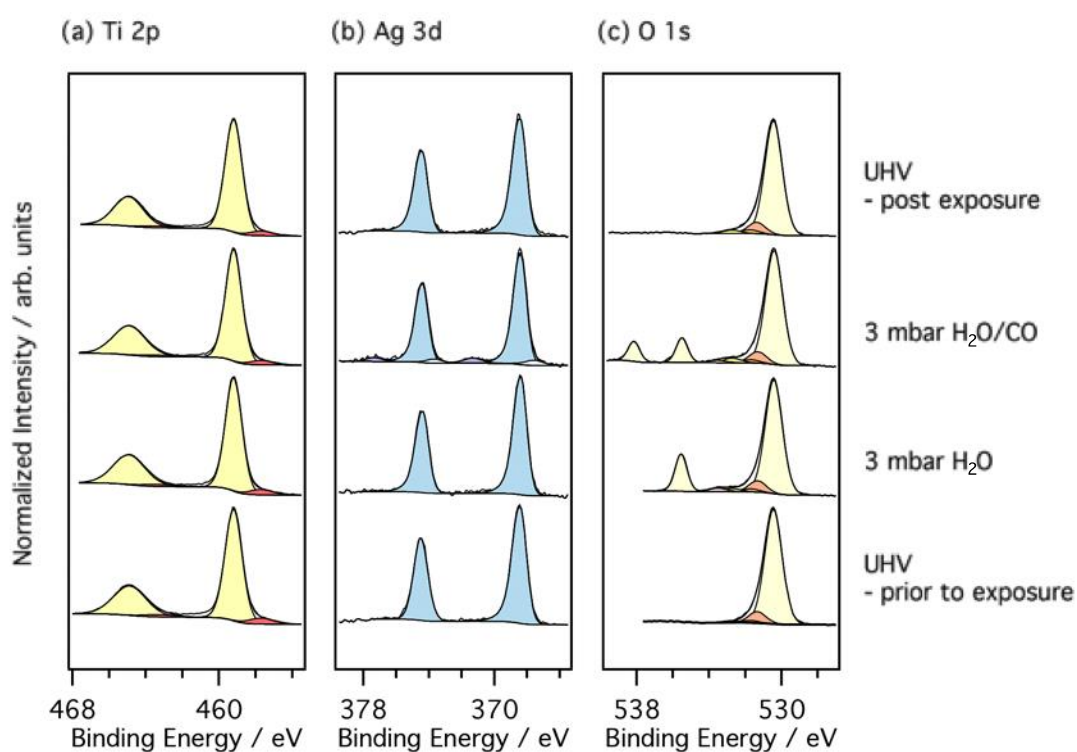 (a) Ti 2p
(b) Ag 3d
(c) O 1s
Normalized Intensity / arb. units
UHV
- post exposure
3 mbar H₂O/CO
3 mbar H₂O
UHV
- prior to exposure
468 460
378 370
538 530
Binding Energy / eV
Binding Energy / eV
Binding Energy / eV